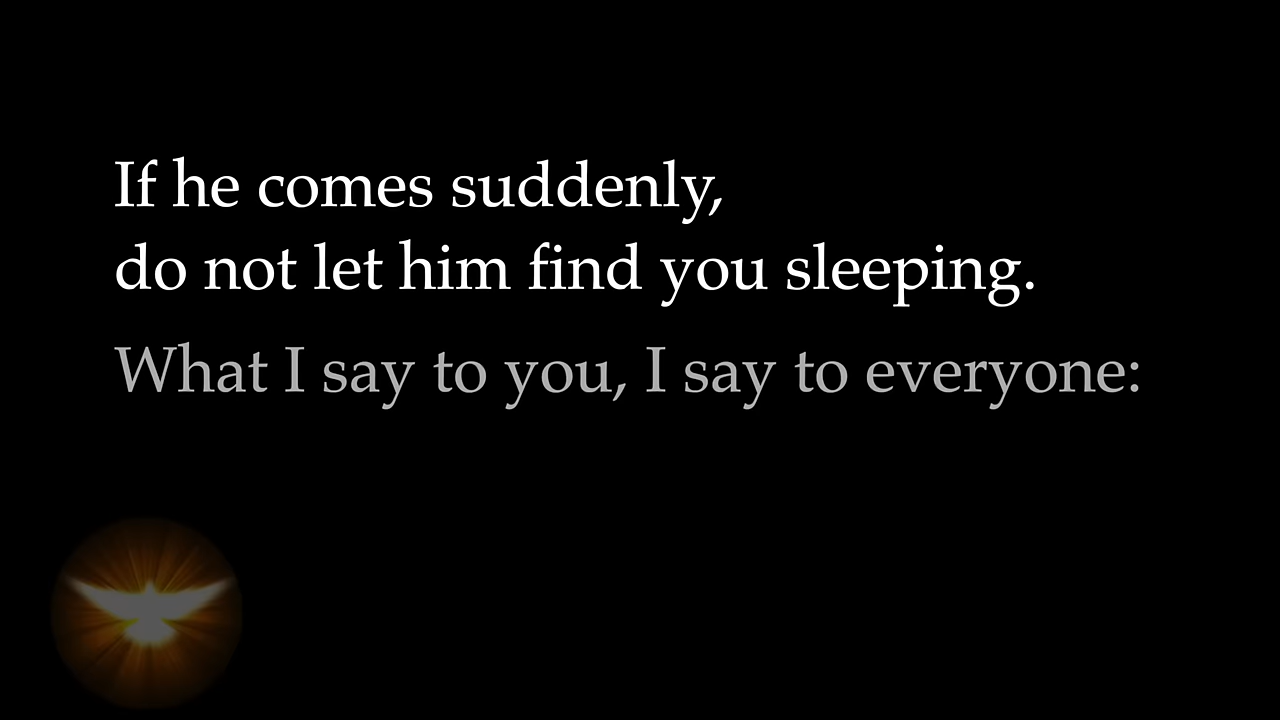 If he comes suddenly,
do not let him find you sleeping.
What I say to you, I say to everyone: